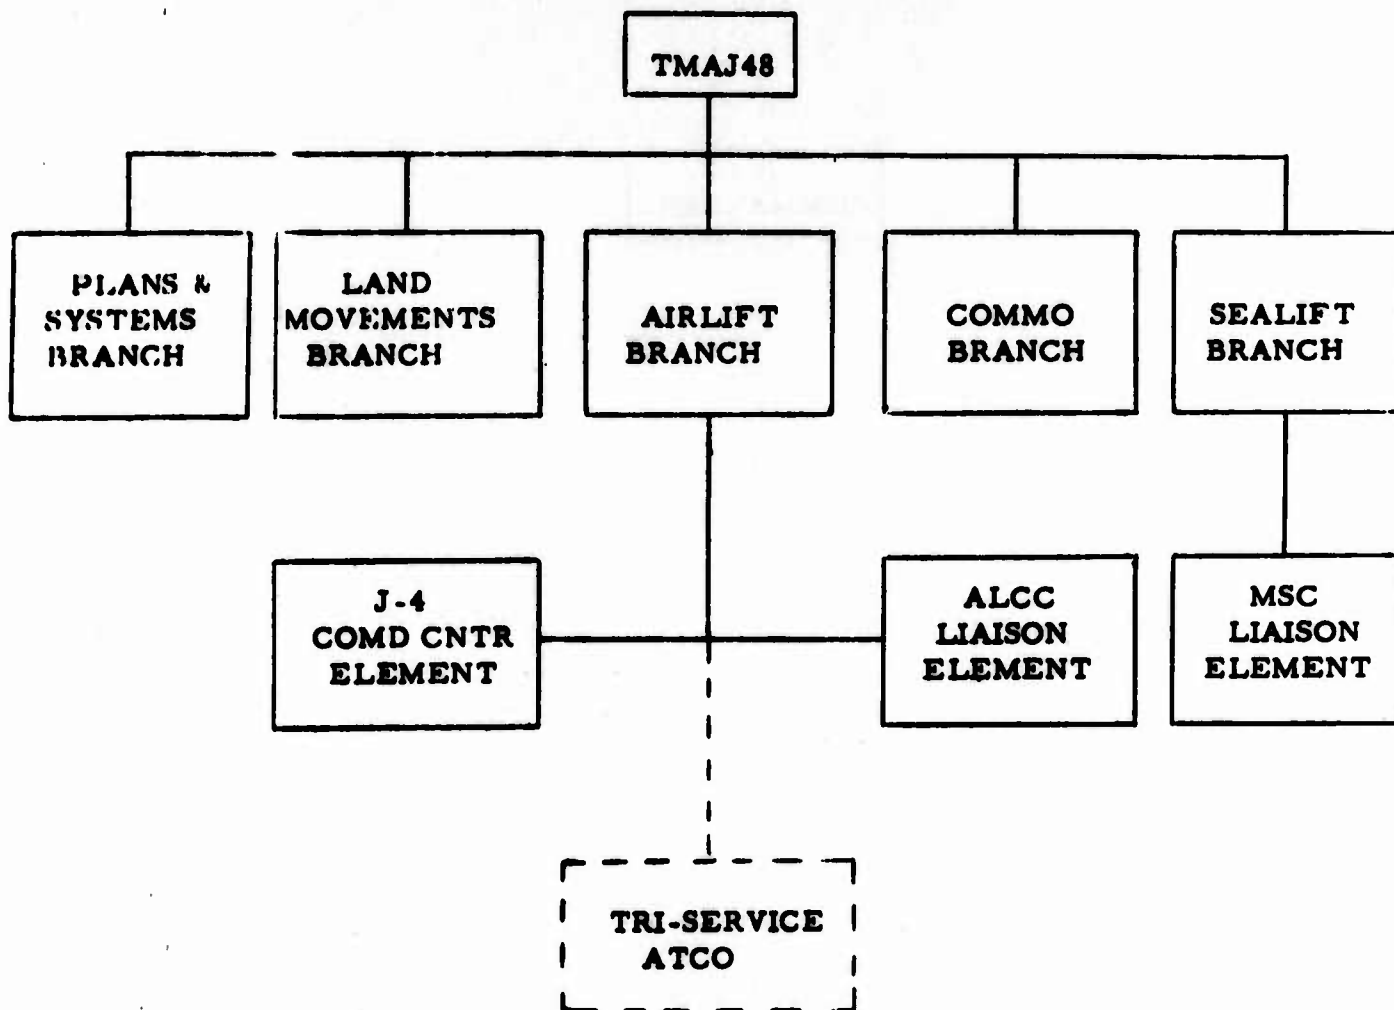 TMAJ48
PLANS &
SYSTEMS
BRANCH
LAND
MOVEMENTS
BRANCH
AIRLIFT
BRANCH
COMMO
BRANCH
SEALIFT
BRANCH
J-4
COMD CNTR
ELEMENT
ALCC
LIAISON
ELEMENT
MSC
LIAISON
ELEMENT
TRI-SERVICE
ATCO